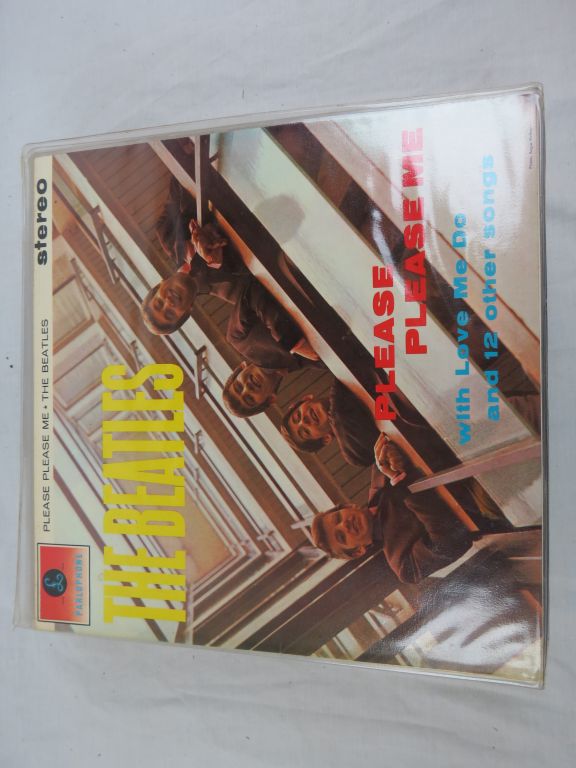 PLEASE PLEASE ME • THE BEATLES
stereo
£
PARLOPHONE
THE BEATLES
PLEASE
PLEASE ME
with Love Me Do
and 12 other songs